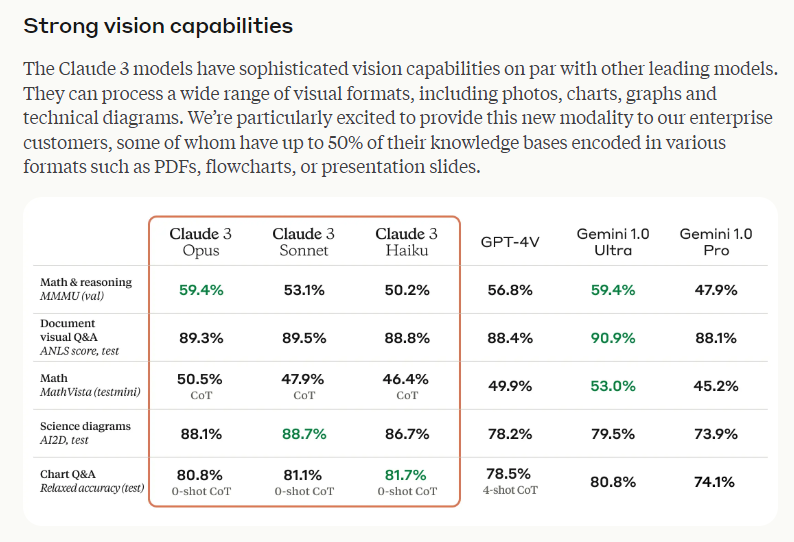 Strong vision capabilities
The Claude 3 models have sophisticated vision capabilities on par with other leading models.
They can process a wide range of visual formats, including photos, charts, graphs and
technical diagrams. We’re particularly excited to provide this new modality to our enterprise
customers, some of whom have up to 50% of their knowledge bases encoded in various
formats such as PDFs, flowcharts, or presentation slides.
Claude 3 Claude 3 Claude 3 GPT-4V Gemini 1.0 Gemini 1.0
Opus Sonnet Haiku Ultra Pro
Math & reasoning
MMMU (val)
59.4% 53.1% 50.2% 56.8% 59.4% 47.9%
Document
visual Q&A
ANLS score, test
89.3% 89.5% 88.8% 88.4% 90.9% 88.1%
Math
MathVista (testmini)
50.5% 47.9% 46.4% 49.9% 53.0% 45.2%
CoT CoT CoT
Science diagrams
AI2D, test
88.1% 88.7% 86.7% 78.2% 79.5% 73.9%
Chart Q&A
Relaxed accuracy (test)
80.8% 81.1% 81.7% 78.5% 80.8% 74.1%
0-shot CoT 0-shot CoT 0-shot CoT 4-shot CoT